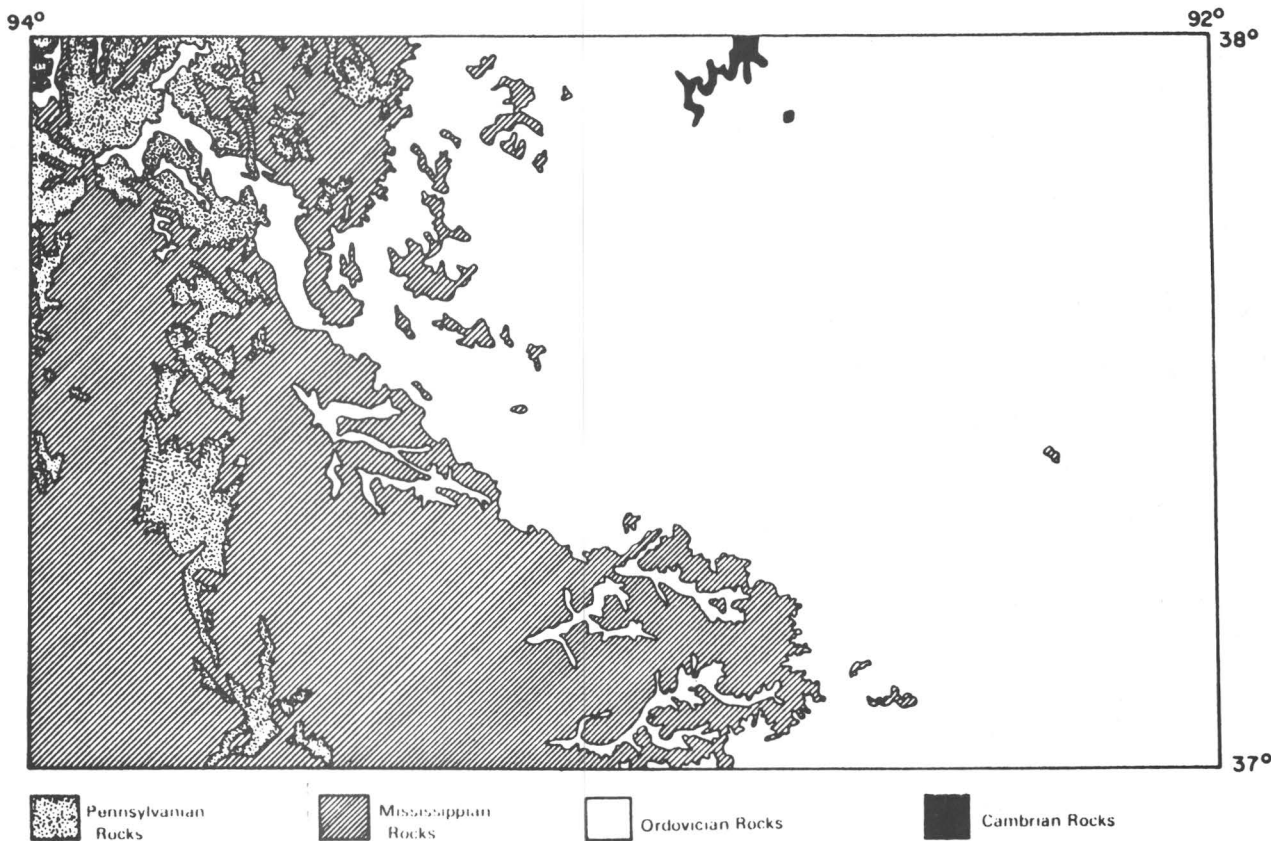 94° 92°
38°
37°
Pennsylvanian
Rocks
Mississippian
Rocks
Ordovician Rocks
Cambrian Rocks